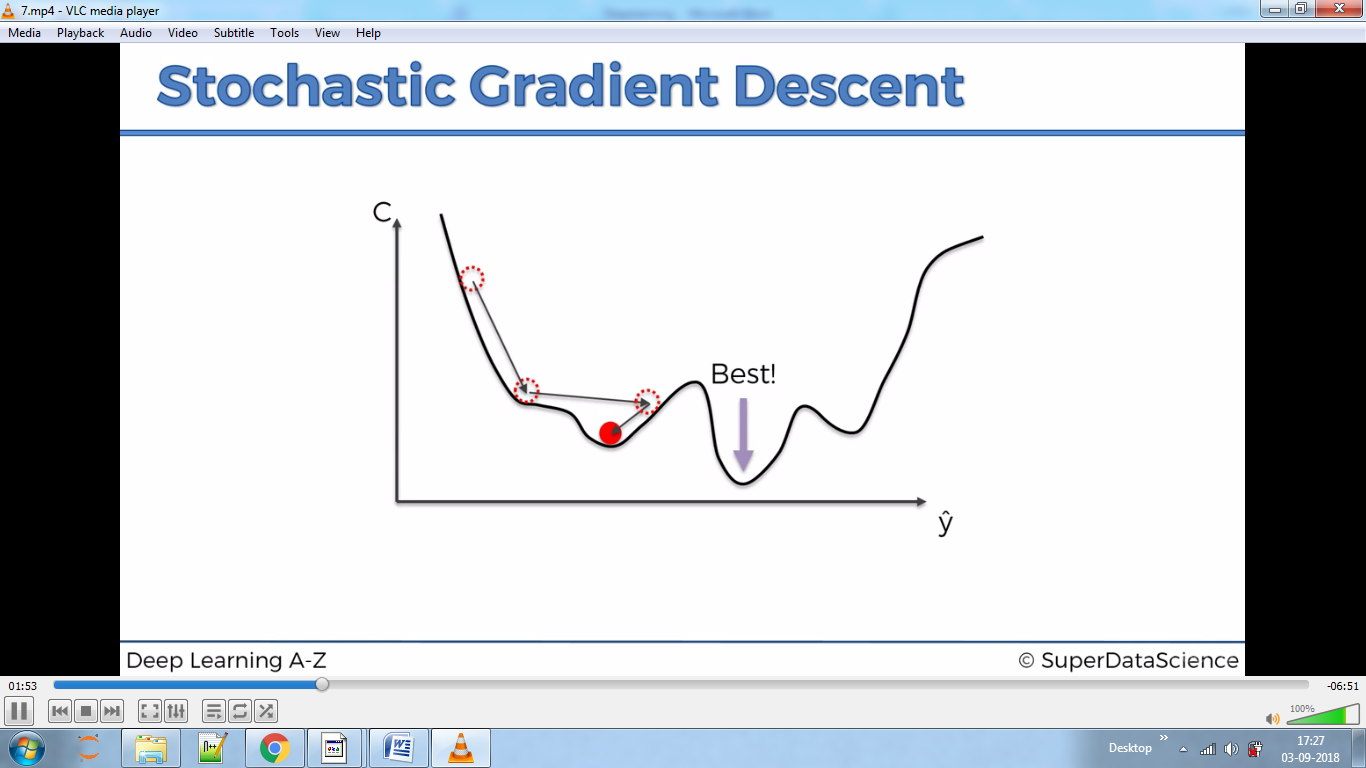 7.mp4 - VLC media player
Media Playback Audio Video Subtitle Tools View Help
Stochastic Gradient Descent
C
Best!
ŷ
Deep Learning A-Z
© SuperDataScience
01:53
-06:51
100%
Desktop
17:27
03-09-2018